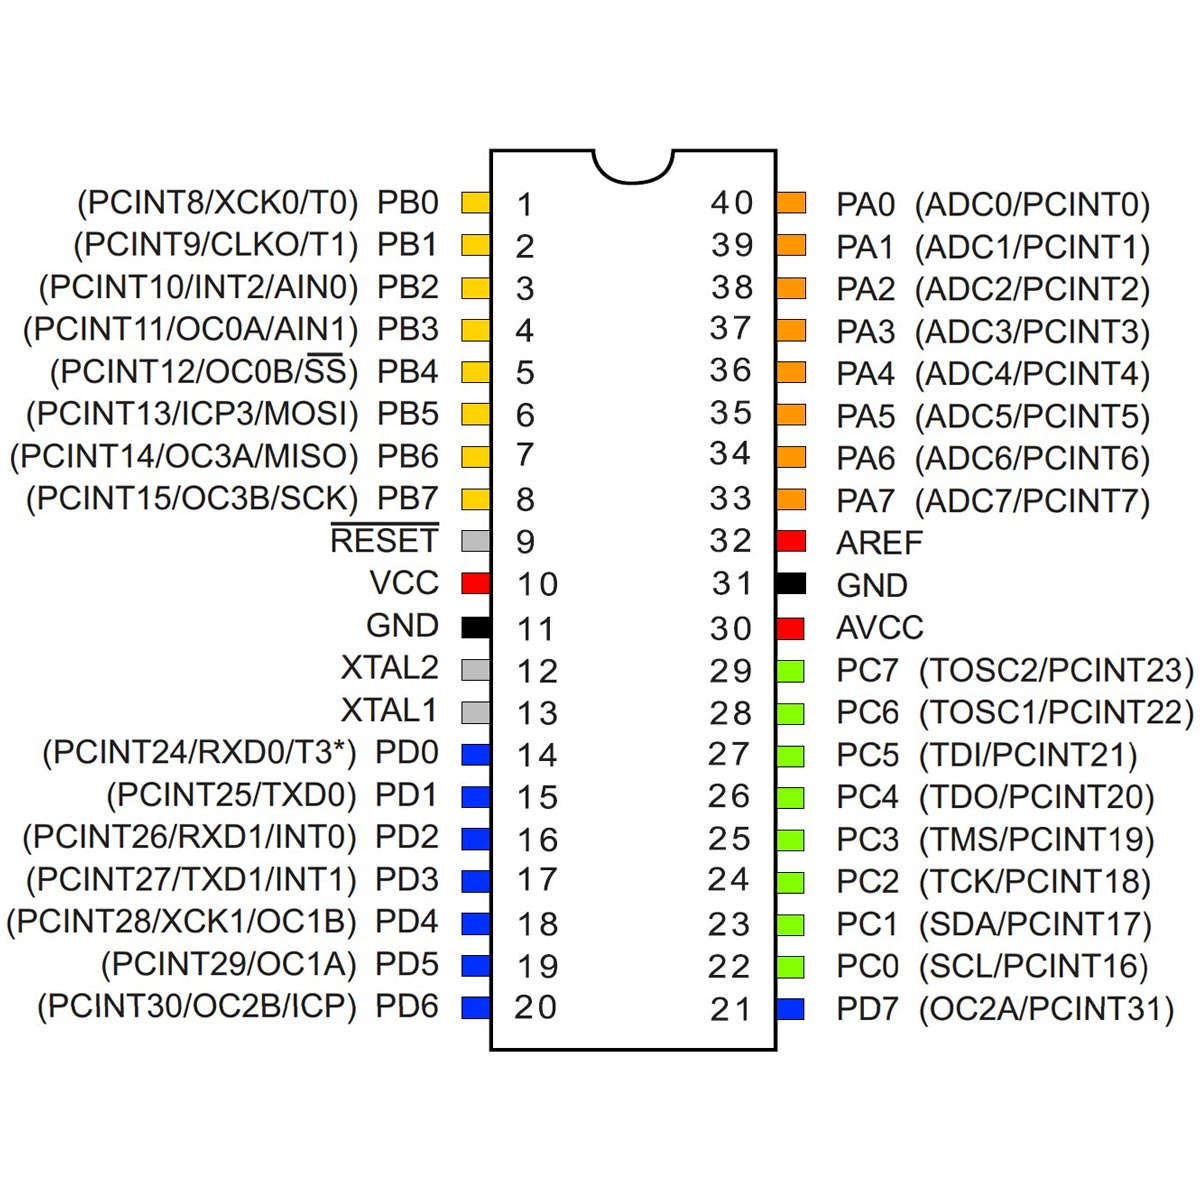 (PCINT8/XCK0/T0) PB0 1 40 PA0 (ADC0/PCINT0)
(PCINT9/CLKO/T1) PB1 2 39 PA1 (ADC1/PCINT1)
(PCINT10/INT2/AIN0) PB2 3 38 PA2 (ADC2/PCINT2)
(PCINT11/OC0A/AIN1) PB3 4 37 PA3 (ADC3/PCINT3)
(PCINT12/OC0B/S̅S̅) PB4 5 36 PA4 (ADC4/PCINT4)
(PCINT13/ICP3/MOSI) PB5 6 35 PA5 (ADC5/PCINT5)
(PCINT14/OC3A/MISO) PB6 7 34 PA6 (ADC6/PCINT6)
(PCINT15/OC3B/SCK) PB7 8 33 PA7 (ADC7/PCINT7)
R̅E̅S̅E̅T̅ 9 32 AREF
VCC 10 31 GND
GND 11 30 AVCC
XTAL2 12 29 PC7 (TOSC2/PCINT23)
XTAL1 13 28 PC6 (TOSC1/PCINT22)
(PCINT24/RXD0/T3*) PD0 14 27 PC5 (TDI/PCINT21)
(PCINT25/TXD0) PD1 15 26 PC4 (TDO/PCINT20)
(PCINT26/RXD1/INT0) PD2 16 25 PC3 (TMS/PCINT19)
(PCINT27/TXD1/INT1) PD3 17 24 PC2 (TCK/PCINT18)
(PCINT28/XCK1/OC1B) PD4 18 23 PC1 (SDA/PCINT17)
(PCINT29/OC1A) PD5 19 22 PC0 (SCL/PCINT16)
(PCINT30/OC2B/ICP) PD6 20 21 PD7 (OC2A/PCINT31)